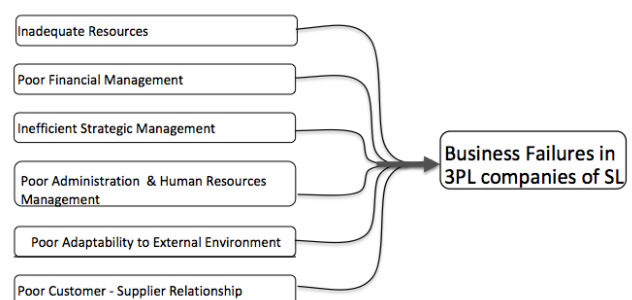 Inadequate Resources
Poor Financial Management
Inefficient Strategic Management
Poor Administration & Human Resources
Management
Poor Adaptability to External Environment
Poor Customer - Supplier Relationship
Business Failures in
3PL companies of SL